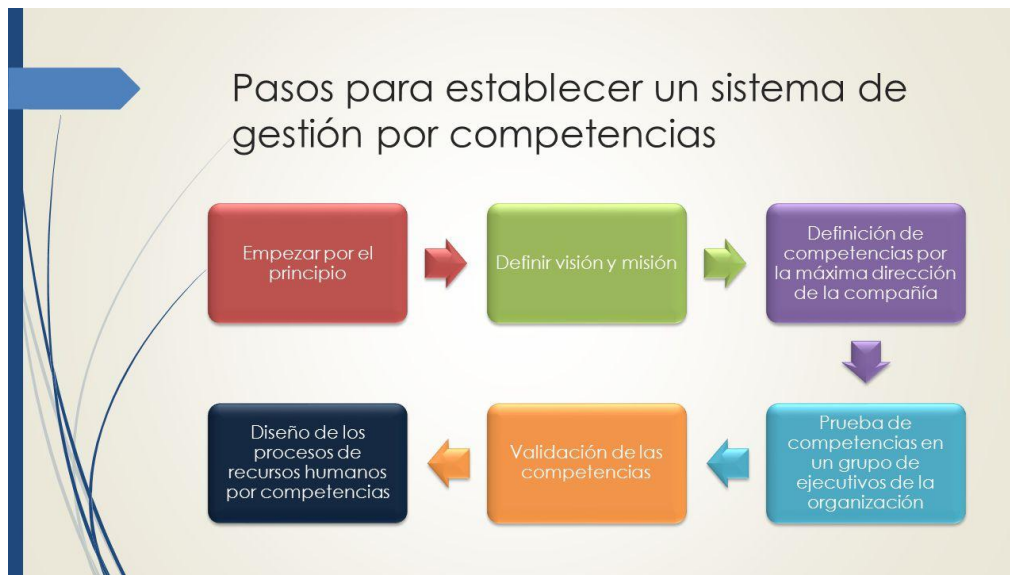 Pasos para establecer un sistema de
gestión por competencias
Empezar por el
principio
Definir visión y misión
Definición de
competencias por
la máxima dirección
de la compañía
Prueba de
competencias en
un grupo de
ejecutivos de la
organización
Validación de las
competencias
Diseño de los
procesos de
recursos humanos
por competencias